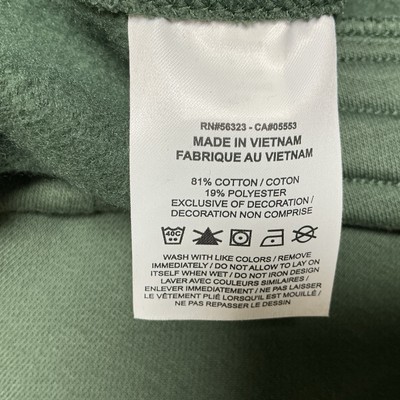 RN#56323 - CA#05553
MADE IN VIETNAM
FABRIQUE AU VIETNAM
81% COTTON / COTON
19% POLYESTER
EXCLUSIVE OF DECORATION /
DECORATION NON COMPRISE
40C
WASH WITH LIKE COLORS / REMOVE
IMMEDIATELY / DO NOT ALLOW TO LAY ON
ITSELF WHEN WET / DO NOT IRON DESIGN
LAVER AVEC COULEURS SIMILAIRES /
ENLEVER IMMÉDIATEMENT / NE PAS LAISSER
LE VÊTEMENT PLIÉ LORSQU'IL EST MOUILLÉ /
NE PAS REPASSER LE DESSIN